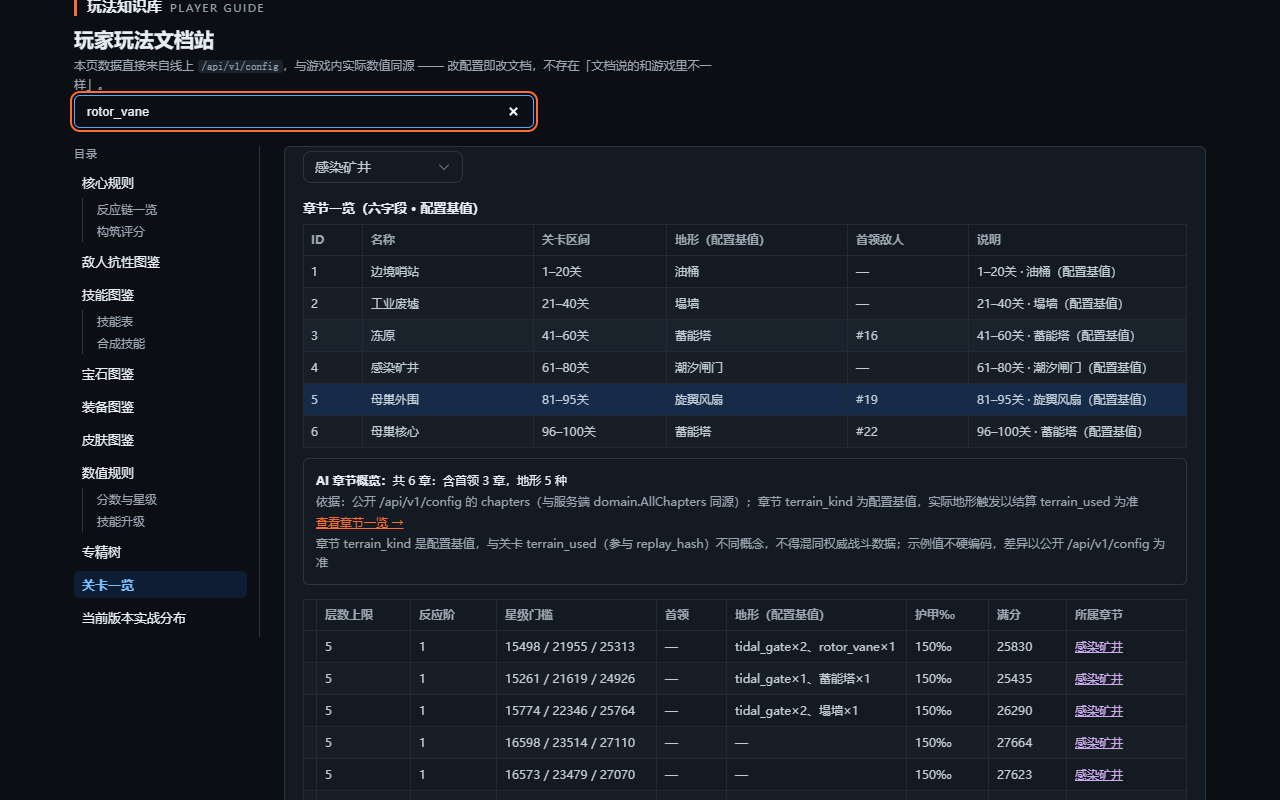 玩法知识库 PLAYER GUIDE
玩家玩法文档站
本页数据直接来自线上 /api/v1/config，与游戏内实际数值同源 —— 改配置即改文档，不存在「文档说的和游戏里不一
样」。
rotor_vane ×
目录
核心规则
反应链一览
构筑评分
敌人抗性图鉴
技能图鉴
技能表
合成技能
宝石图鉴
装备图鉴
皮肤图鉴
数值规则
分数与星级
技能升级
专精树
关卡一览
当前版本实战分布
感染矿井
章节一览（六字段 • 配置基值）
ID 名称 关卡区间 地形（配置基值） 首领敌人 说明
1 边境哨站 1–20关 油桶 — 1–20关 · 油桶（配置基值）
2 工业废墟 21–40关 塌墙 — 21–40关 · 塌墙（配置基值）
3 冻原 41–60关 蓄能塔 #16 41–60关 · 蓄能塔（配置基值）
4 感染矿井 61–80关 潮汐闸门 — 61–80关 · 潮汐闸门（配置基值）
5 母巢外围 81–95关 旋翼风扇 #19 81–95关 · 旋翼风扇（配置基值）
6 母巢核心 96–100关 蓄能塔 #22 96–100关 · 蓄能塔（配置基值）
AI 章节概览：共 6 章：含首领 3 章，地形 5 种
依据：公开 /api/v1/config 的 chapters（与服务端 domain.AllChapters 同源）；章节 terrain_kind 为配置基值，实际地形触发以结算 terrain_used 为准
查看章节一览 →
章节 terrain_kind 是配置基值，与关卡 terrain_used（参与 replay_hash）不同概念，不得混同权威战斗数据；示例值不硬编码，差异以公开 /api/v1/config 为
准
层数上限 反应阶 星级门槛 首领 地形（配置基值） 护甲‰ 满分 所属章节
5 1 15498 / 21955 / 25313 — tidal_gate×2、rotor_vane×1 150‰ 25830 感染矿井
5 1 15261 / 21619 / 24926 — tidal_gate×1、蓄能塔×1 150‰ 25435 感染矿井
5 1 15774 / 22346 / 25764 — tidal_gate×2、塌墙×1 150‰ 26290 感染矿井
5 1 16598 / 23514 / 27110 — — 150‰ 27664 感染矿井
5 1 16573 / 23479 / 27070 — — 150‰ 27623 感染矿井